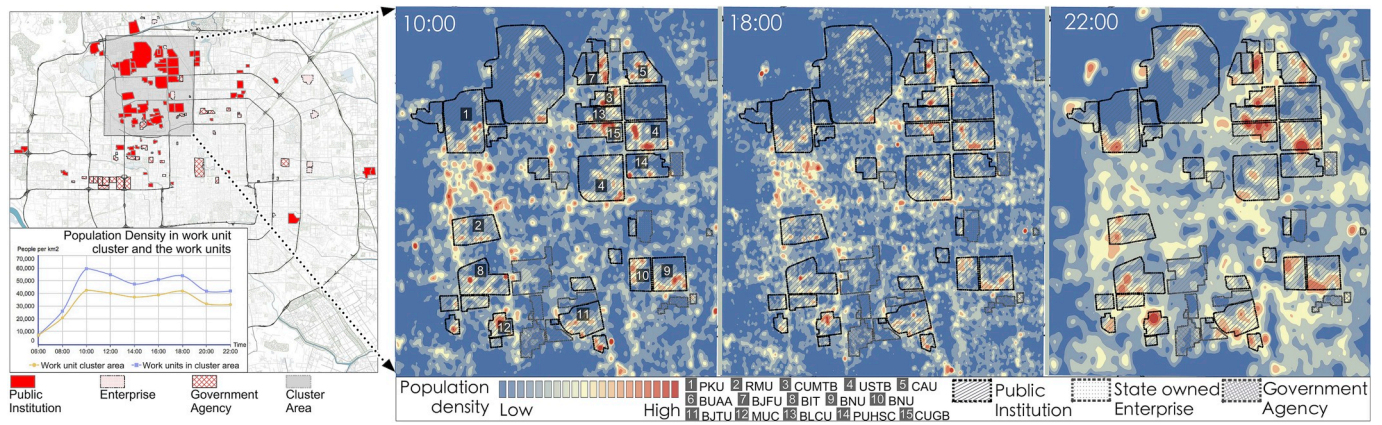 10:00
18:00
22:00
1
7
5
3
13
15
4
14
4
2
8
10
9
11
12
Population Density in work unit
cluster and the work units
People per km2
70,000
60,000
50,000
40,000
30,000
20,000
10,000
0
06:00 08:00 10:00 12:00 14:00 16:00 18:00 20:00 22:00
Time
Work unit cluster area Work units in cluster area
Public
Institution
Enterprise
Government
Agency
Cluster
Area
Population
density
Low High
1 PKU 2 RMU 3 CUMTB 4 USTB 5 CAU
6 BUAA 7 BJFU 8 BIT 9 BNU 10 BNU
11 BJTU 12 MUC 13 BLCU 14 PUHSC 15 CUGB
Public
Institution
State owned
Enterprise
Government
Agency